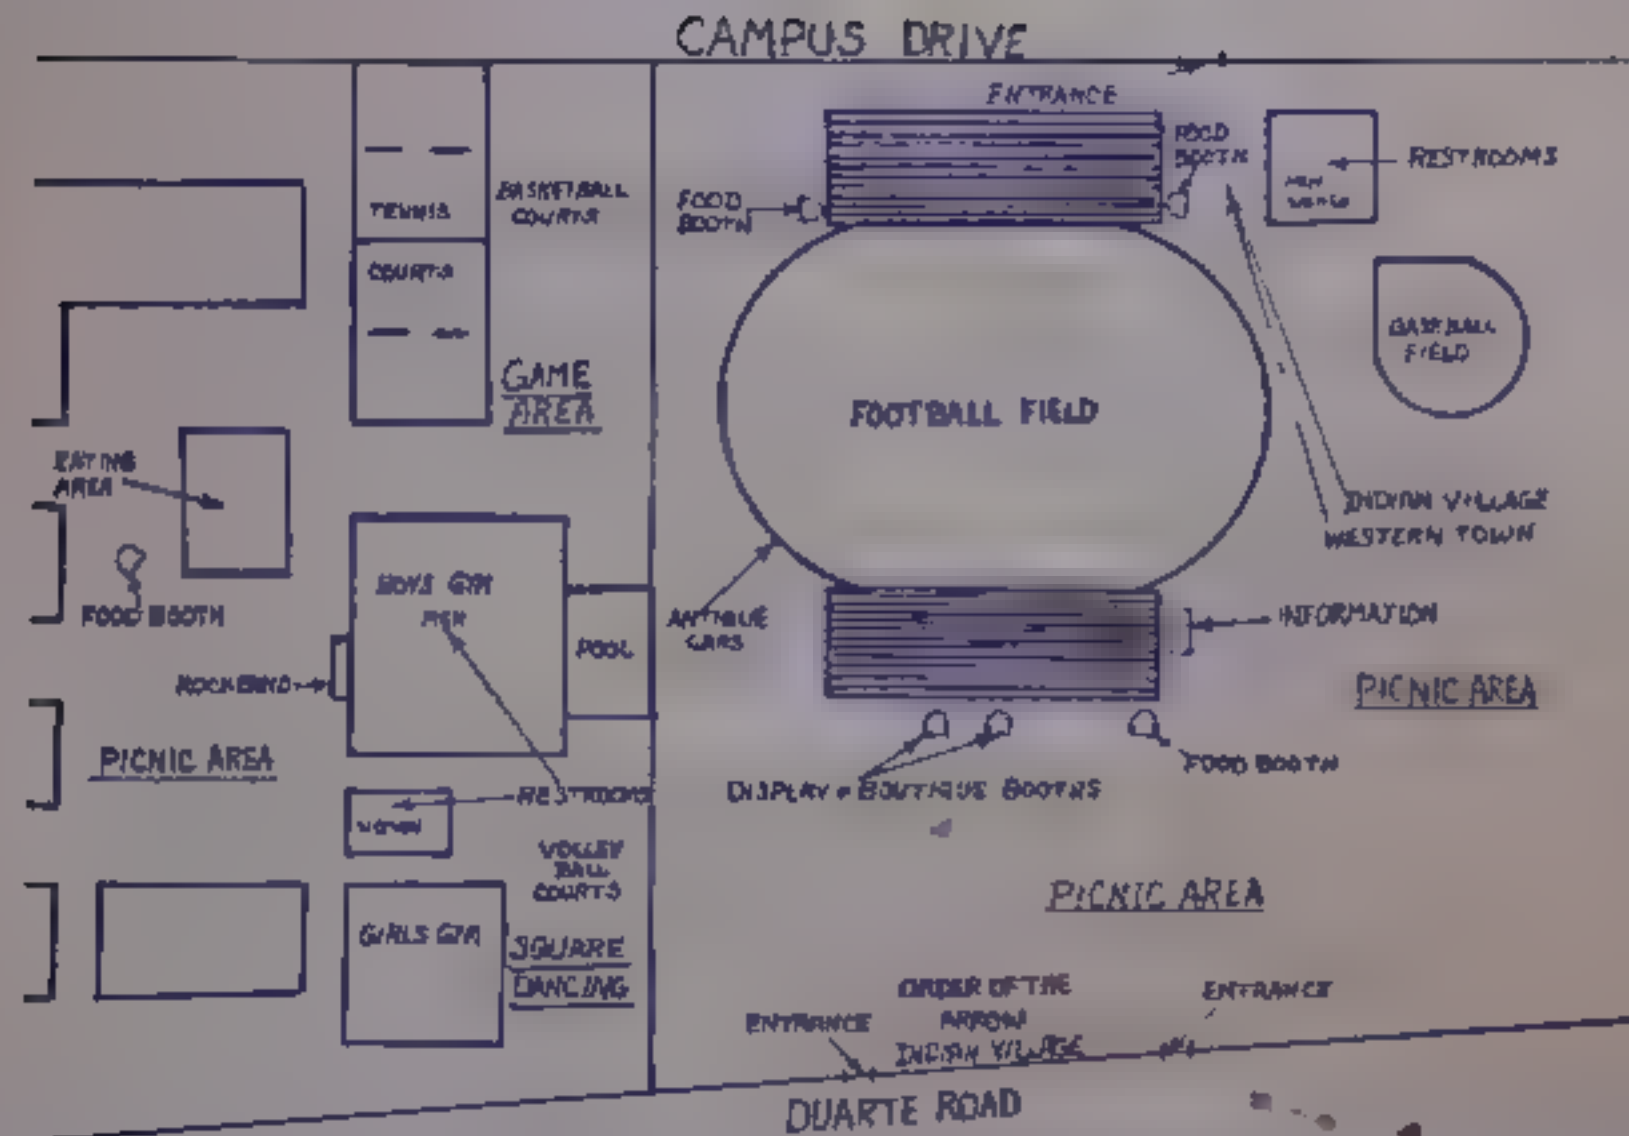 CAMPUS DRIVE
ENTRANCE
FOOD
BOOTH
RESTROOMS
MEN
WOMEN
TENNIS
COURTS
BASKETBALL
COURTS
FOOD
BOOTH
BASEBALL
FIELD
GAME
AREA
FOOTBALL FIELD
EATING
AREA
INDIAN VILLAGE
WESTERN TOWN
FOOD BOOTH
BOYS GYM
MEN
POOL
ANTIQUE
CARS
INFORMATION
PICNIC AREA
PICNIC AREA
FOOD BOOTH
DISPLAY & BOUTIQUE BOOTHS
RESTROOMS
WOMEN
VOLLEY
BALL
COURTS
PICNIC AREA
GIRLS GYM
SQUARE
DANCING
ORDER OF THE
ARROW
INDIAN VILLAGE
ENTRANCE
ENTRANCE
DUARTE ROAD